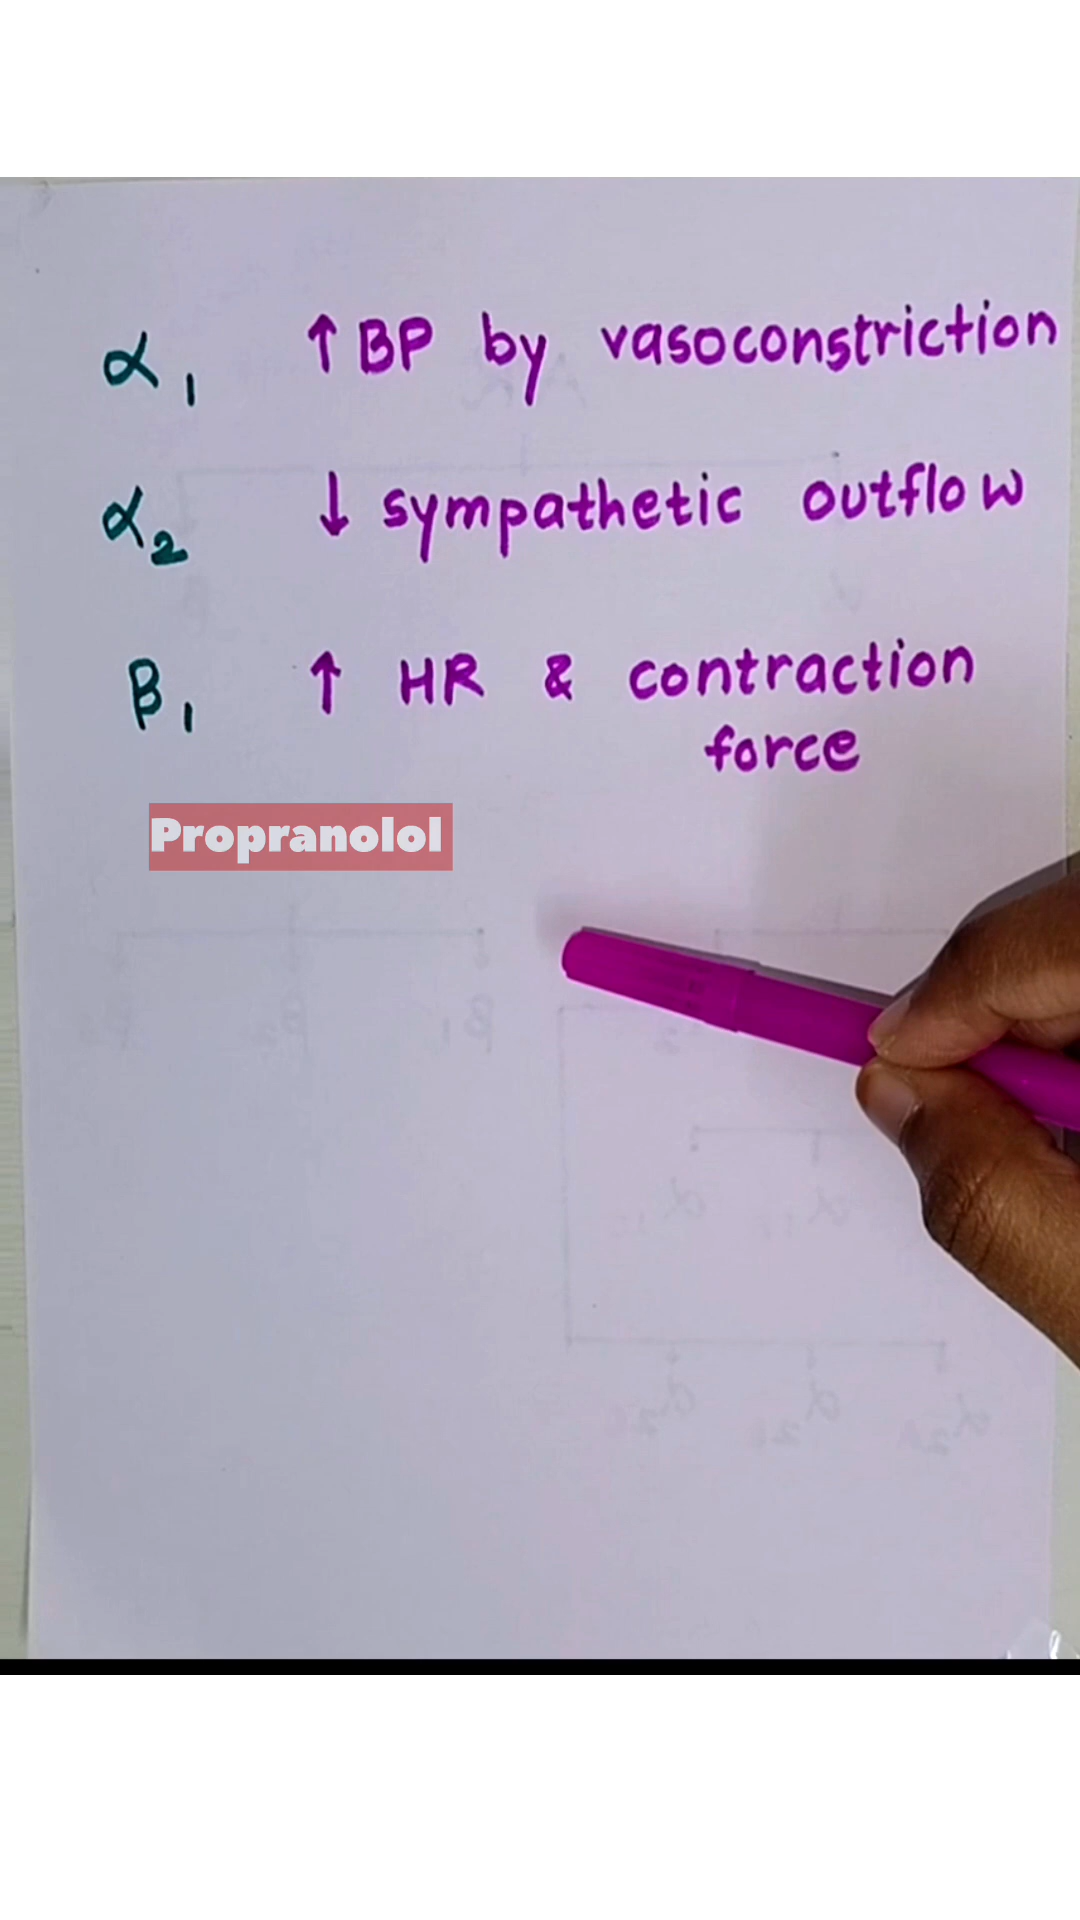 α₁ ↑ BP by vasoconstriction
α₂ ↓ sympathetic outflow
β₁ ↑ HR & contraction
force
Propranolol